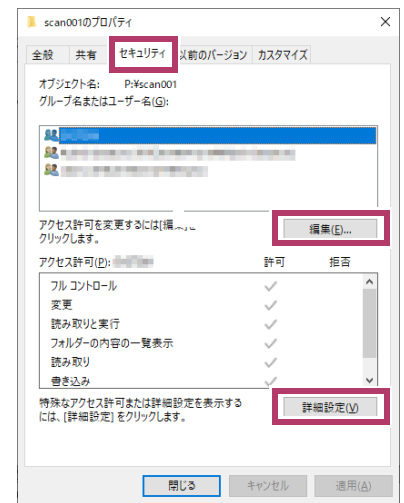 scan001のプロパティ
全般 共有 セキュリティ 以前のバージョン カスタマイズ
オブジェクト名: P:¥scan001
グループ名またはユーザー名(G):
アクセス許可を変更するには[編
クリックします。
編集(E)...
アクセス許可(P):
許可 拒否
フル コントロール
変更
読み取りと実行
フォルダーの内容の一覧表示
読み取り
書き込み
特殊なアクセス許可または詳細設定を表示する
には、[詳細設定] をクリックします。
詳細設定(V)
閉じる キャンセル 適用(A)